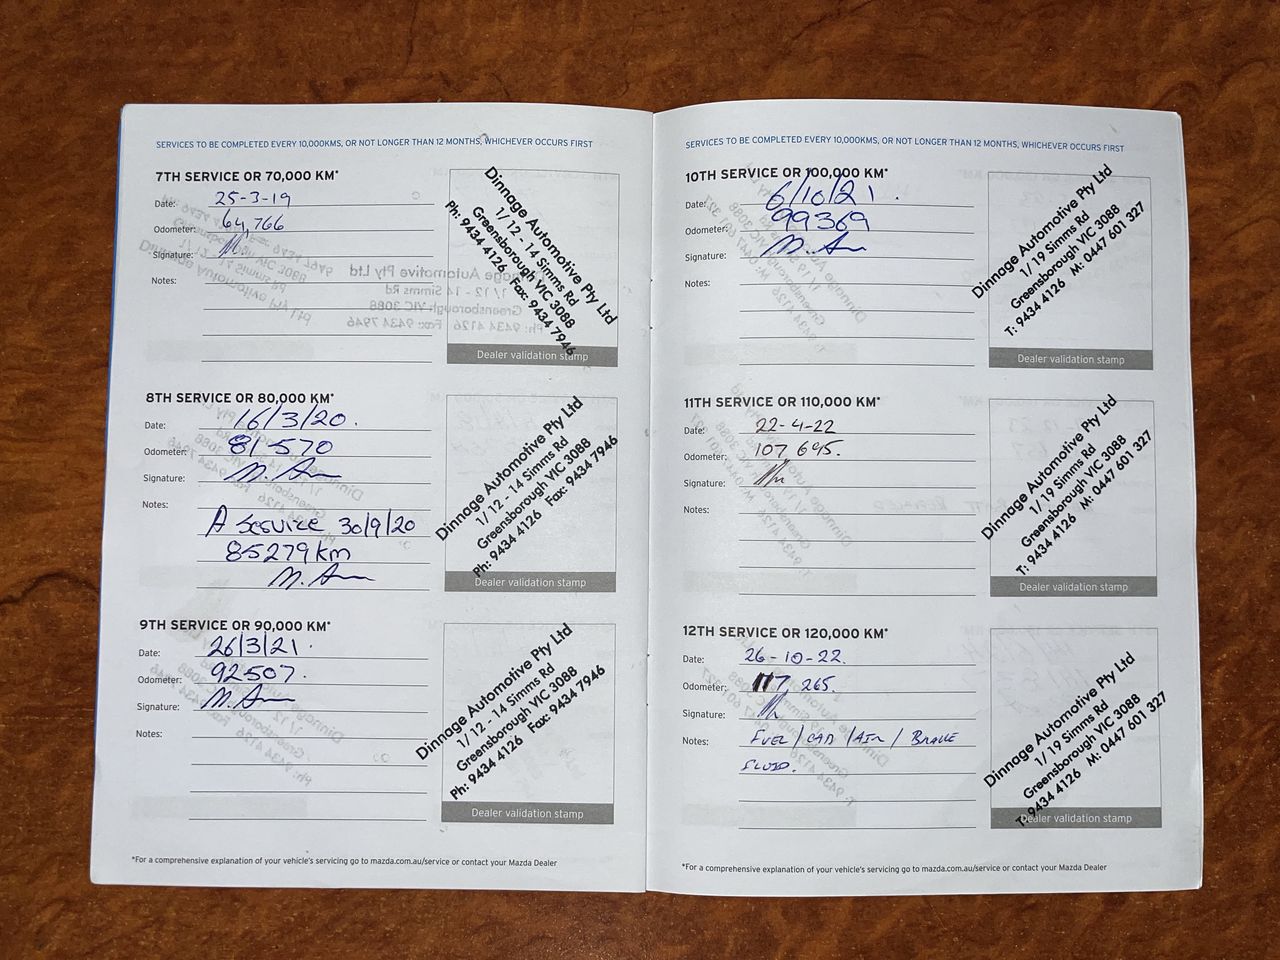 SERVICES TO BE COMPLETED EVERY 10,000KMS, OR NOT LONGER THAN 12 MONTHS, WHICHEVER OCCURS FIRST
7TH SERVICE OR 70,000 KM*
Date: 25-3-19
Odometer: 64,766
Signature:
Notes:
Dinnage Automotive Pty Ltd
1/12 - 14 Simms Rd
Greensborough VIC 3088
Ph: 9434 4126 Fax: 9434 7946
Dealer validation stamp
8TH SERVICE OR 80,000 KM*
Date: 16/3/20.
Odometer: 81570
Signature:
Notes:
A Service 30/9/20
85279km
Dinnage Automotive Pty Ltd
1/12 - 14 Simms Rd
Greensborough VIC 3088
Ph: 9434 4126 Fax: 9434 7946
Dealer validation stamp
9TH SERVICE OR 90,000 KM*
Date: 26/3/21.
Odometer: 92507.
Signature:
Notes:
Dinnage Automotive Pty Ltd
1/12 - 14 Simms Rd
Greensborough VIC 3088
Ph: 9434 4126 Fax: 9434 7946
Dealer validation stamp
*For a comprehensive explanation of your vehicle's servicing go to mazda.com.au/service or contact your Mazda Dealer
SERVICES TO BE COMPLETED EVERY 10,000KMS, OR NOT LONGER THAN 12 MONTHS, WHICHEVER OCCURS FIRST
10TH SERVICE OR 100,000 KM*
Date: 6/10/21.
Odometer: 99369
Signature:
Notes:
Dinnage Automotive Pty Ltd
1/19 Simms Rd
Greensborough VIC 3088
T: 9434 4126 M: 0447 601 327
Dealer validation stamp
11TH SERVICE OR 110,000 KM*
Date: 22-4-22
Odometer: 107 695.
Signature:
Notes:
Dinnage Automotive Pty Ltd
1/19 Simms Rd
Greensborough VIC 3088
T: 9434 4126 M: 0447 601 327
Dealer validation stamp
12TH SERVICE OR 120,000 KM*
Date: 26-10-22.
Odometer: 117, 265.
Signature:
Notes: FUEL / CAB / AIR / BRAKE
FLUID.
Dinnage Automotive Pty Ltd
1/19 Simms Rd
Greensborough VIC 3088
T: 9434 4126 M: 0447 601 327
Dealer validation stamp
*For a comprehensive explanation of your vehicle's servicing go to mazda.com.au/service or contact your Mazda Dealer